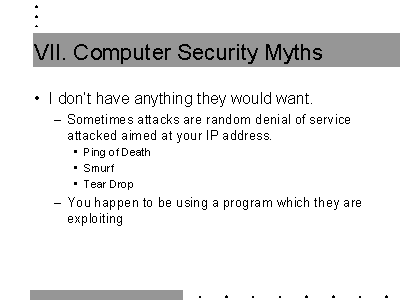 VII. Computer Security Myths
• I don't have anything they would want.
– Sometimes attacks are random denial of service
attacked aimed at your IP address.
• Ping of Death
• Smurf
• Tear Drop
– You happen to be using a program which they are
exploiting